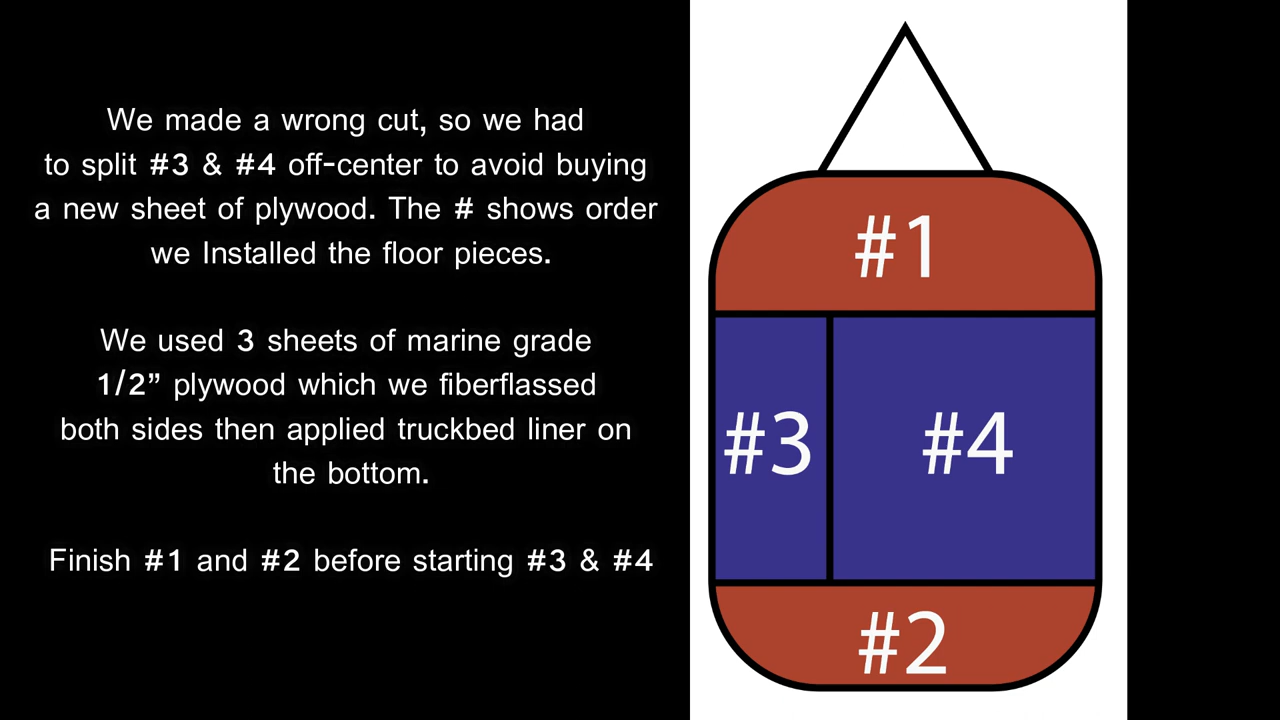 We made a wrong cut, so we had
to split #3 & #4 off-center to avoid buying
a new sheet of plywood. The # shows order
we Installed the floor pieces.
We used 3 sheets of marine grade
1/2” plywood which we fiberflassed
both sides then applied truckbed liner on
the bottom.
Finish #1 and #2 before starting #3 & #4
#1
#3
#4
#2